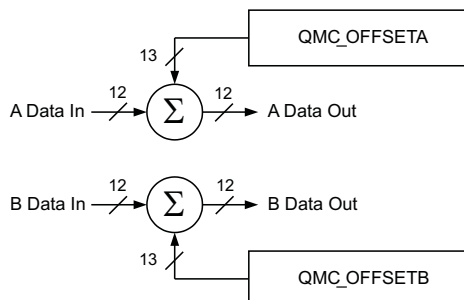 QMC_OFFSETA
13
12
12
A Data In
Σ
A Data Out
12
12
B Data In
Σ
B Data Out
13
QMC_OFFSETB